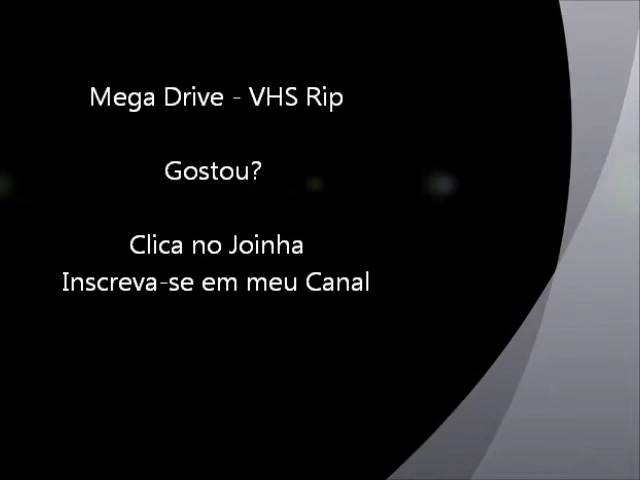 Mega Drive - VHS Rip
Gostou?
Clica no Joinha
Inscreva-se em meu Canal